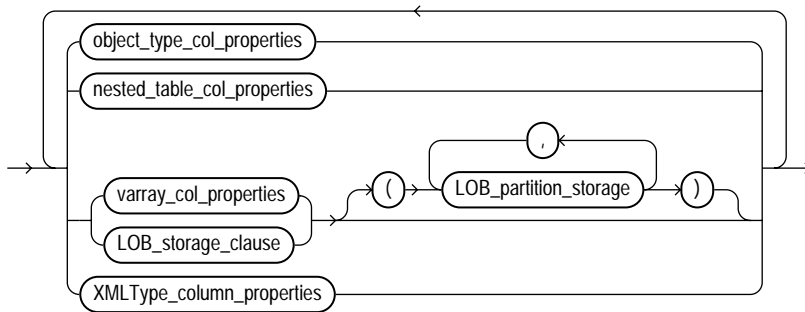 object_type_col_properties
nested_table_col_properties
,
varray_col_properties ( LOB_partition_storage )
LOB_storage_clause
XMLType_column_properties